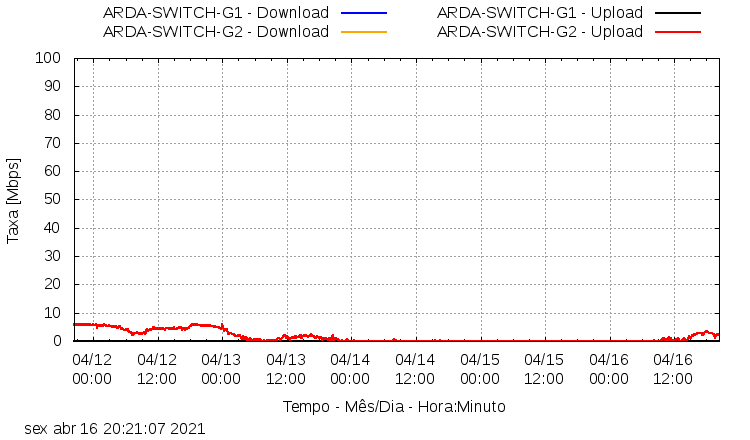 ARDA-SWITCH-G1 - Download ARDA-SWITCH-G1 - Upload
ARDA-SWITCH-G2 - Download ARDA-SWITCH-G2 - Upload
100
90
80
70
60
50
40
30
20
10
0
Taxa [Mbps]
04/12 04/12 04/13 04/13 04/14 04/14 04/15 04/15 04/16 04/16
00:00 12:00 00:00 12:00 00:00 12:00 00:00 12:00 00:00 12:00
Tempo - Mês/Dia - Hora:Minuto
sex abr 16 20:21:07 2021